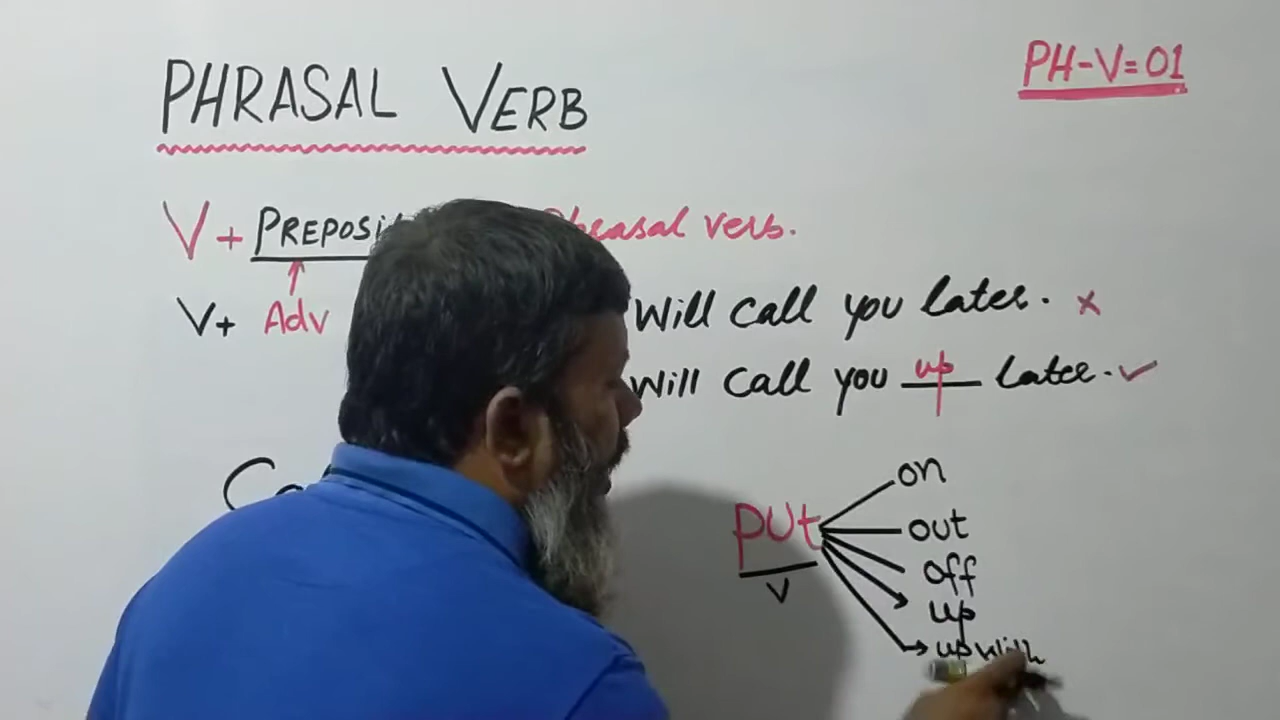 PH-V=01
PHRASAL VERB
V + PREPOSI Phrasal verb.
V+ Adv
Will call you later. ×
Will call you up later. ✓
put
V
on
out
off
up
up with